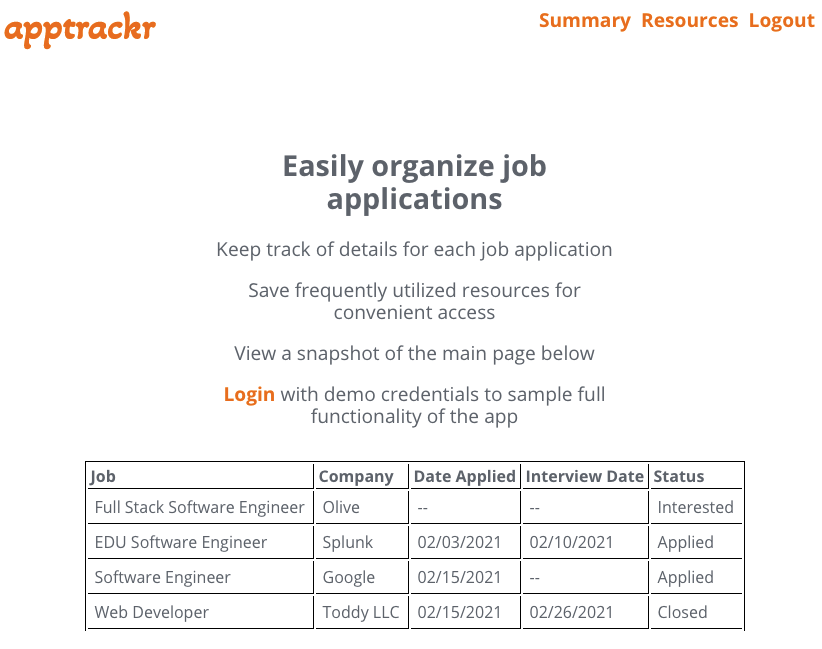 apptrackr
Summary Resources Logout
Easily organize job
applications
Keep track of details for each job application
Save frequently utilized resources for
convenient access
View a snapshot of the main page below
Login with demo credentials to sample full
functionality of the app
Job Company Date Applied Interview Date Status
Full Stack Software Engineer Olive -- -- Interested
EDU Software Engineer Splunk 02/03/2021 02/10/2021 Applied
Software Engineer Google 02/15/2021 -- Applied
Web Developer Toddy LLC 02/15/2021 02/26/2021 Closed